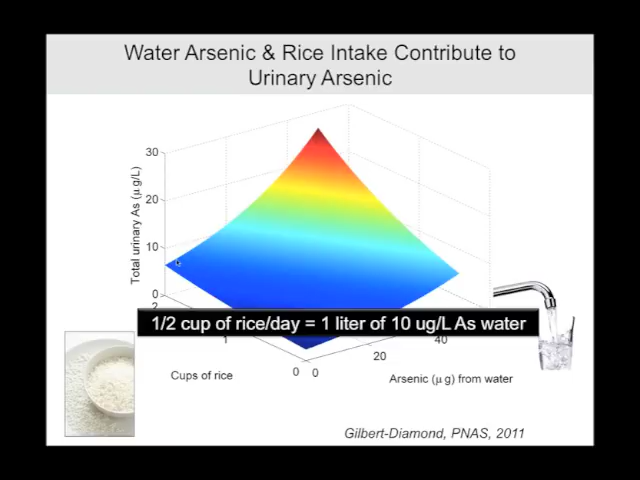 Water Arsenic & Rice Intake Contribute to
Urinary Arsenic
30
20
10
0
Total urinary As (μ g/L)
2
1
0
Cups of rice
0
20
40
Arsenic (μ g) from water
1/2 cup of rice/day = 1 liter of 10 ug/L As water
Gilbert-Diamond, PNAS, 2011